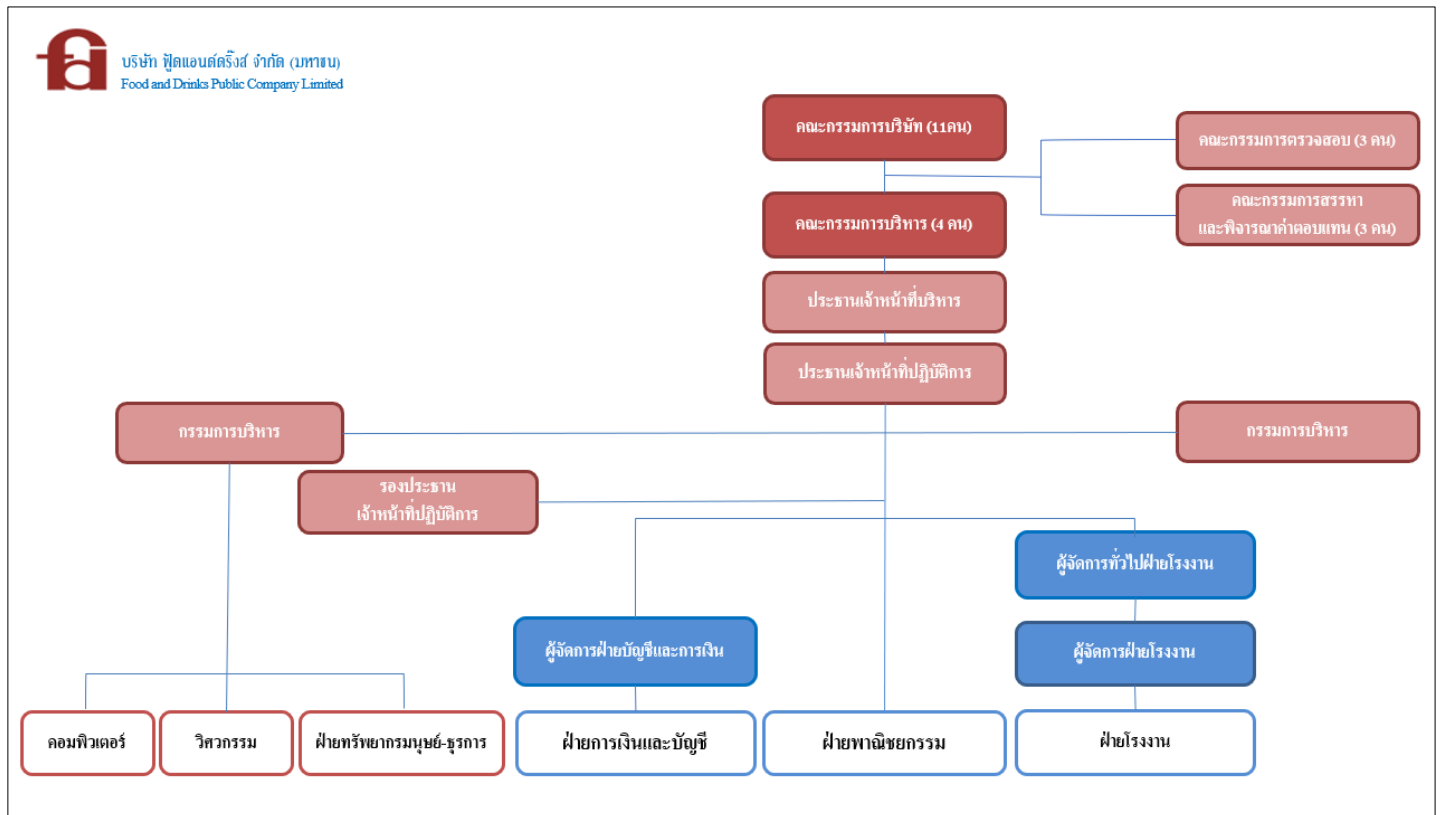 บริษัท ฟู้ดแอนด์ดริ๊งส์ จำกัด (มหาชน)
Food and Drinks Public Company Limited
คณะกรรมการบริษัท (11คน)
คณะกรรมการตรวจสอบ (3 คน)
คณะกรรมการสรรหา
และพิจารณาค่าตอบแทน (3 คน)
คณะกรรมการบริหาร (4 คน)
ประธานเจ้าหน้าที่บริหาร
ประธานเจ้าหน้าที่ปฏิบัติการ
กรรมการบริหาร
กรรมการบริหาร
รองประธาน
เจ้าหน้าที่ปฏิบัติการ
ผู้จัดการทั่วไปฝ่ายโรงงาน
ผู้จัดการฝ่ายบัญชีและการเงิน
ผู้จัดการฝ่ายโรงงาน
คอมพิวเตอร์
วิศวกรรม
ฝ่ายทรัพยากรมนุษย์-ธุรการ
ฝ่ายการเงินและบัญชี
ฝ่ายพาณิชยกรรม
ฝ่ายโรงงาน